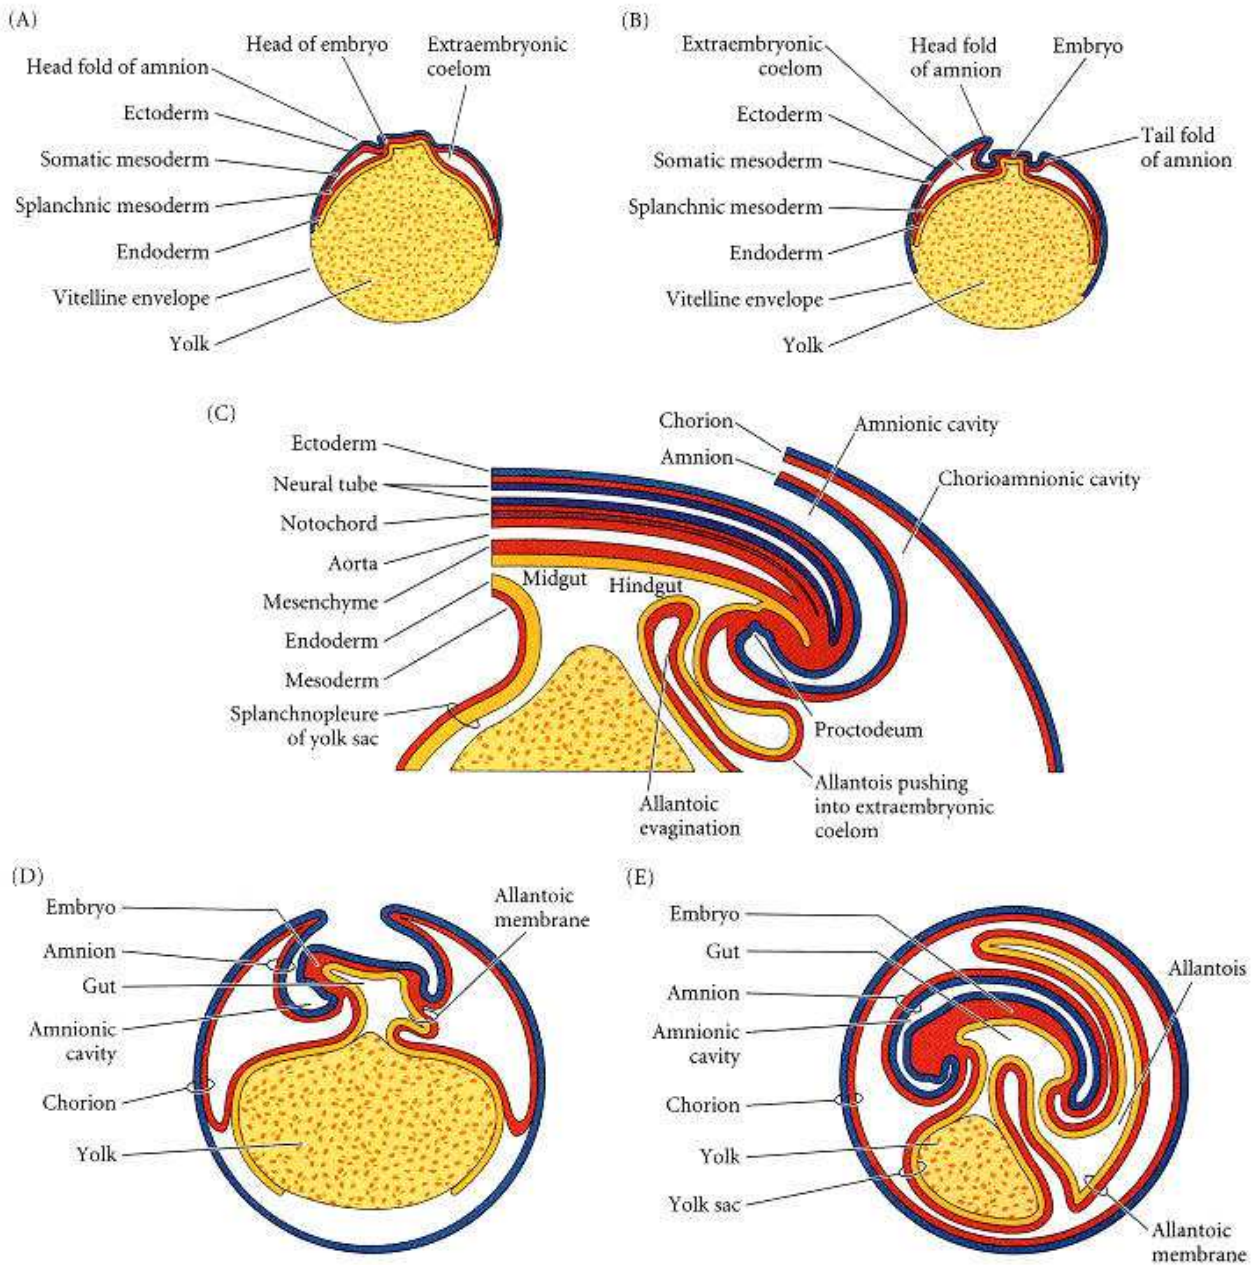 (A)
Head of embryo
Extraembryonic
coelom
Head fold of amnion
Ectoderm
Somatic mesoderm
Splanchnic mesoderm
Endoderm
Vitelline envelope
Yolk
(B)
Extraembryonic
coelom
Head fold
of amnion
Embryo
Ectoderm
Tail fold
of amnion
Somatic mesoderm
Splanchnic mesoderm
Endoderm
Vitelline envelope
Yolk
(C)
Chorion
Amnionic cavity
Ectoderm
Amnion
Neural tube
Chorioamnionic cavity
Notochord
Aorta
Midgut
Hindgut
Mesenchyme
Endoderm
Mesoderm
Splanchnopleure
of yolk sac
Proctodeum
Allantoic
evagination
Allantois pushing
into extraembryonic
coelom
(D)
Embryo
Allantoic
membrane
Amnion
Gut
Amnionic
cavity
Chorion
Yolk
(E)
Embryo
Gut
Allantois
Amnion
Amnionic
cavity
Chorion
Yolk
Yolk sac
Allantoic
membrane